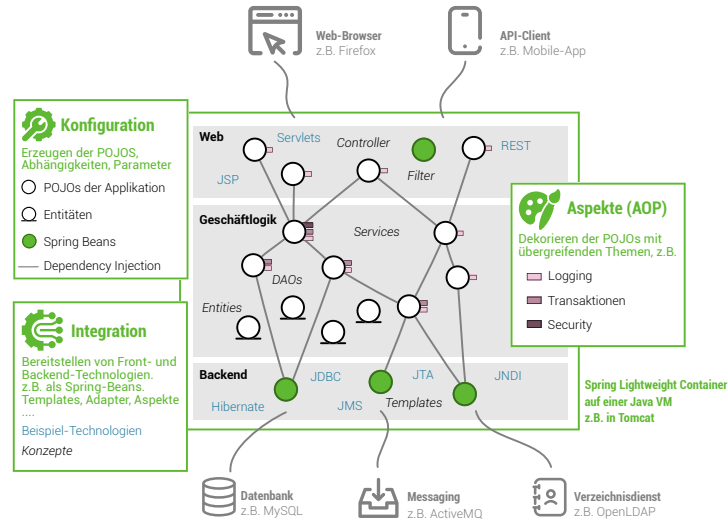 Web-Browser
z.B. Firefox
API-Client
z.B. Mobile-App
Konfiguration
Erzeugen der POJOS,
Abhängigkeiten, Parameter
POJOs der Applikation
Entitäten
Spring Beans
Dependency Injection
Integration
Bereitstellen von Front- und
Backend-Technologien.
z.B. als Spring-Beans.
Templates, Adapter, Aspekte
....
Beispiel-Technologien
Konzepte
Web
Servlets
Controller
REST
JSP
Filter
Geschäftlogik
Services
DAOs
Entities
Backend
JDBC
JTA
JNDI
Hibernate
JMS
Templates
Aspekte (AOP)
Dekorieren der POJOs mit
übergreifenden Themen, z.B.
Logging
Transaktionen
Security
Spring Lightweight Container
auf einer Java VM
z.B. in Tomcat
Datenbank
z.B. MySQL
Messaging
z.B. ActiveMQ
Verzeichnisdienst
z.B. OpenLDAP